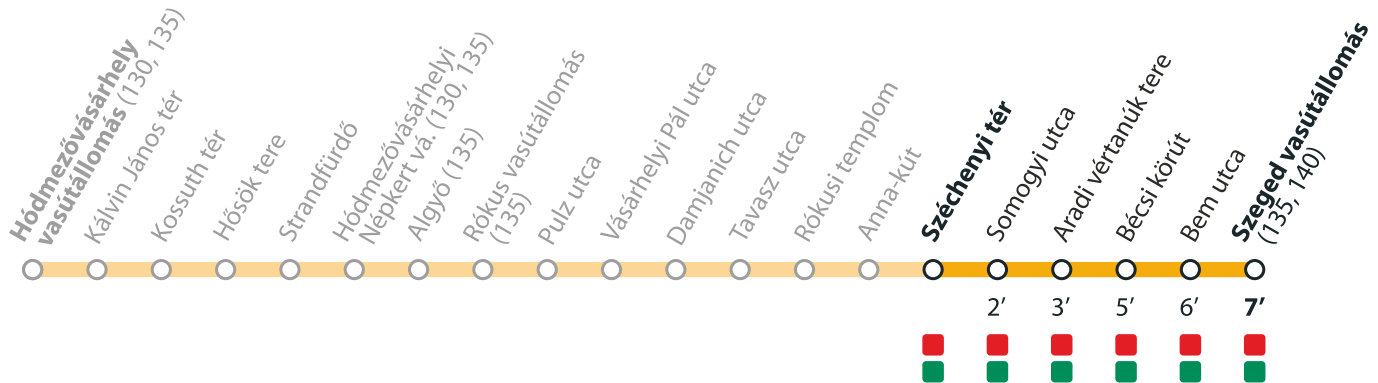 Hódmezővásárhely
vasútállomás (130, 135)
Kálvin János tér
Kossuth tér
Hősök tere
Strandfürdő
Hódmezővásárhelyi
Népkert vá. (130, 135)
Algyő (135)
Rókus vasútállomás
(135)
Pulz utca
Vásárhelyi Pál utca
Damjanich utca
Tavasz utca
Rókusi templom
Anna-kút
Széchenyi tér
Somogyi utca
Aradi vértanúk tere
Bécsi körút
Bem utca
Szeged vasútállomás
(135, 140)
2’ 3’ 5’ 6’ 7’